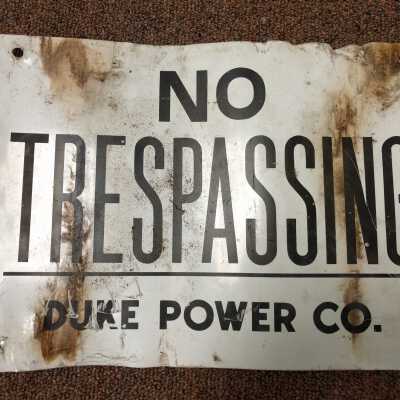 NO
TRESPASSING
DUKE POWER CO.